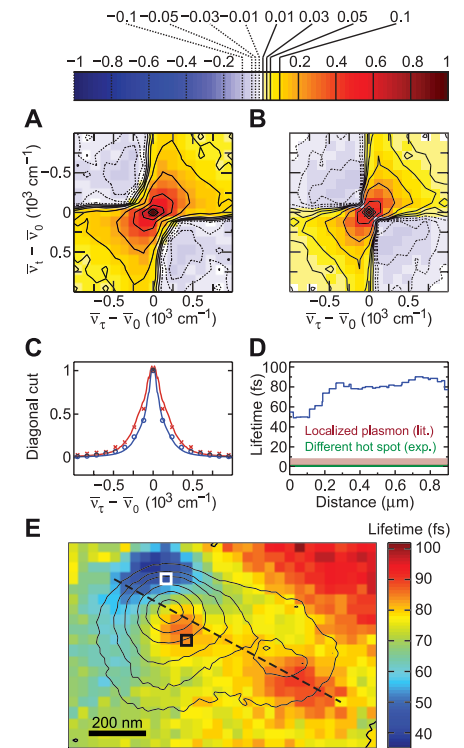 −0.1 −0.05 −0.03 −0.01 0.01 0.03 0.05 0.1
−1 −0.8 −0.6 −0.4 −0.2 0.2 0.4 0.6 0.8 1
A B
ν̅t − ν̅0 (10³ cm⁻¹)
−0.5
0
0.5
−0.5 0 0.5
ν̅τ − ν̅0 (10³ cm⁻¹)
−0.5 0 0.5
ν̅τ − ν̅0 (10³ cm⁻¹)
C
Diagonal cut
1
0.5
0
−0.5 0 0.5
ν̅τ − ν̅0 (10³ cm⁻¹)
D
Lifetime (fs)
100
80
60
40
20
0
Localized plasmon (lit.)
Different hot spot (exp.)
0 0.2 0.4 0.6 0.8
Distance (μm)
E
Lifetime (fs)
100
90
80
70
60
50
40
200 nm